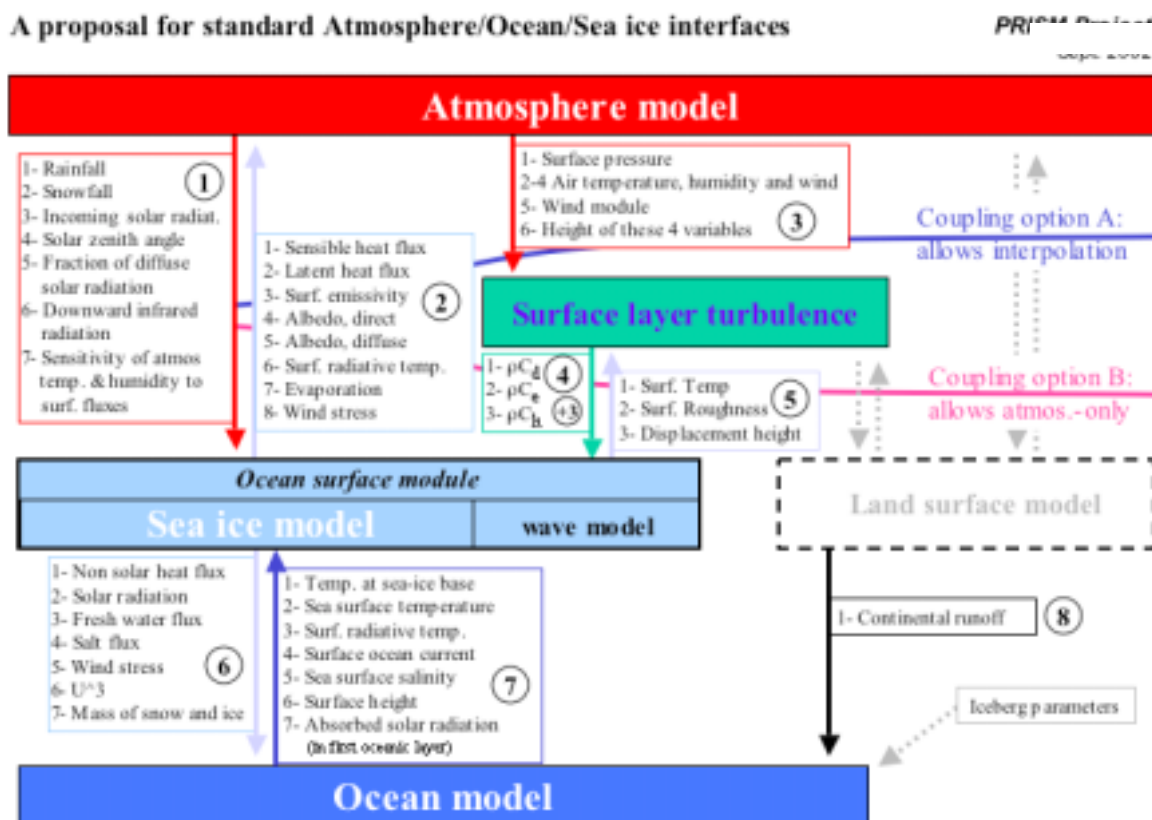 A proposal for standard Atmosphere/Ocean/Sea ice interfaces
Atmosphere model
1- Rainfall
2- Snowfall
3- Incoming solar radiat.
4- Solar zenith angle
5- Fraction of diffuse
solar radiation
6- Downward infrared
radiation
7- Sensitivity of atmos
temp. & humidity to
surf. fluxes
1
1- Sensible heat flux
2- Latent heat flux
3- Surf. emissivity
4- Albedo, direct
5- Albedo, diffuse
6- Surf. radiative temp.
7- Evaporation
8- Wind stress
2
1- Surface pressure
2-4 Air temperature, humidity and wind
5- Wind module
6- Height of these 4 variables
3
Coupling option A:
allows interpolation
Surface layer turbulence
1- ρCd
2- ρCe
3- ρCh
4
(+3)
1- Surf. Temp
2- Surf. Roughness
3- Displacement height
5
Coupling option B:
allows atmos.-only
Ocean surface module
Sea ice model
wave model
Land surface model
1- Non solar heat flux
2- Solar radiation
3- Fresh water flux
4- Salt flux
5- Wind stress
6- U^3
7- Mass of snow and ice
6
1- Temp. at sea-ice base
2- Sea surface temperature
3- Surf. radiative temp.
4- Surface ocean current
5- Sea surface salinity
6- Surface height
7- Absorbed solar radiation
(in first oceanic layer)
7
1- Continental runoff
8
Iceberg parameters
Ocean model